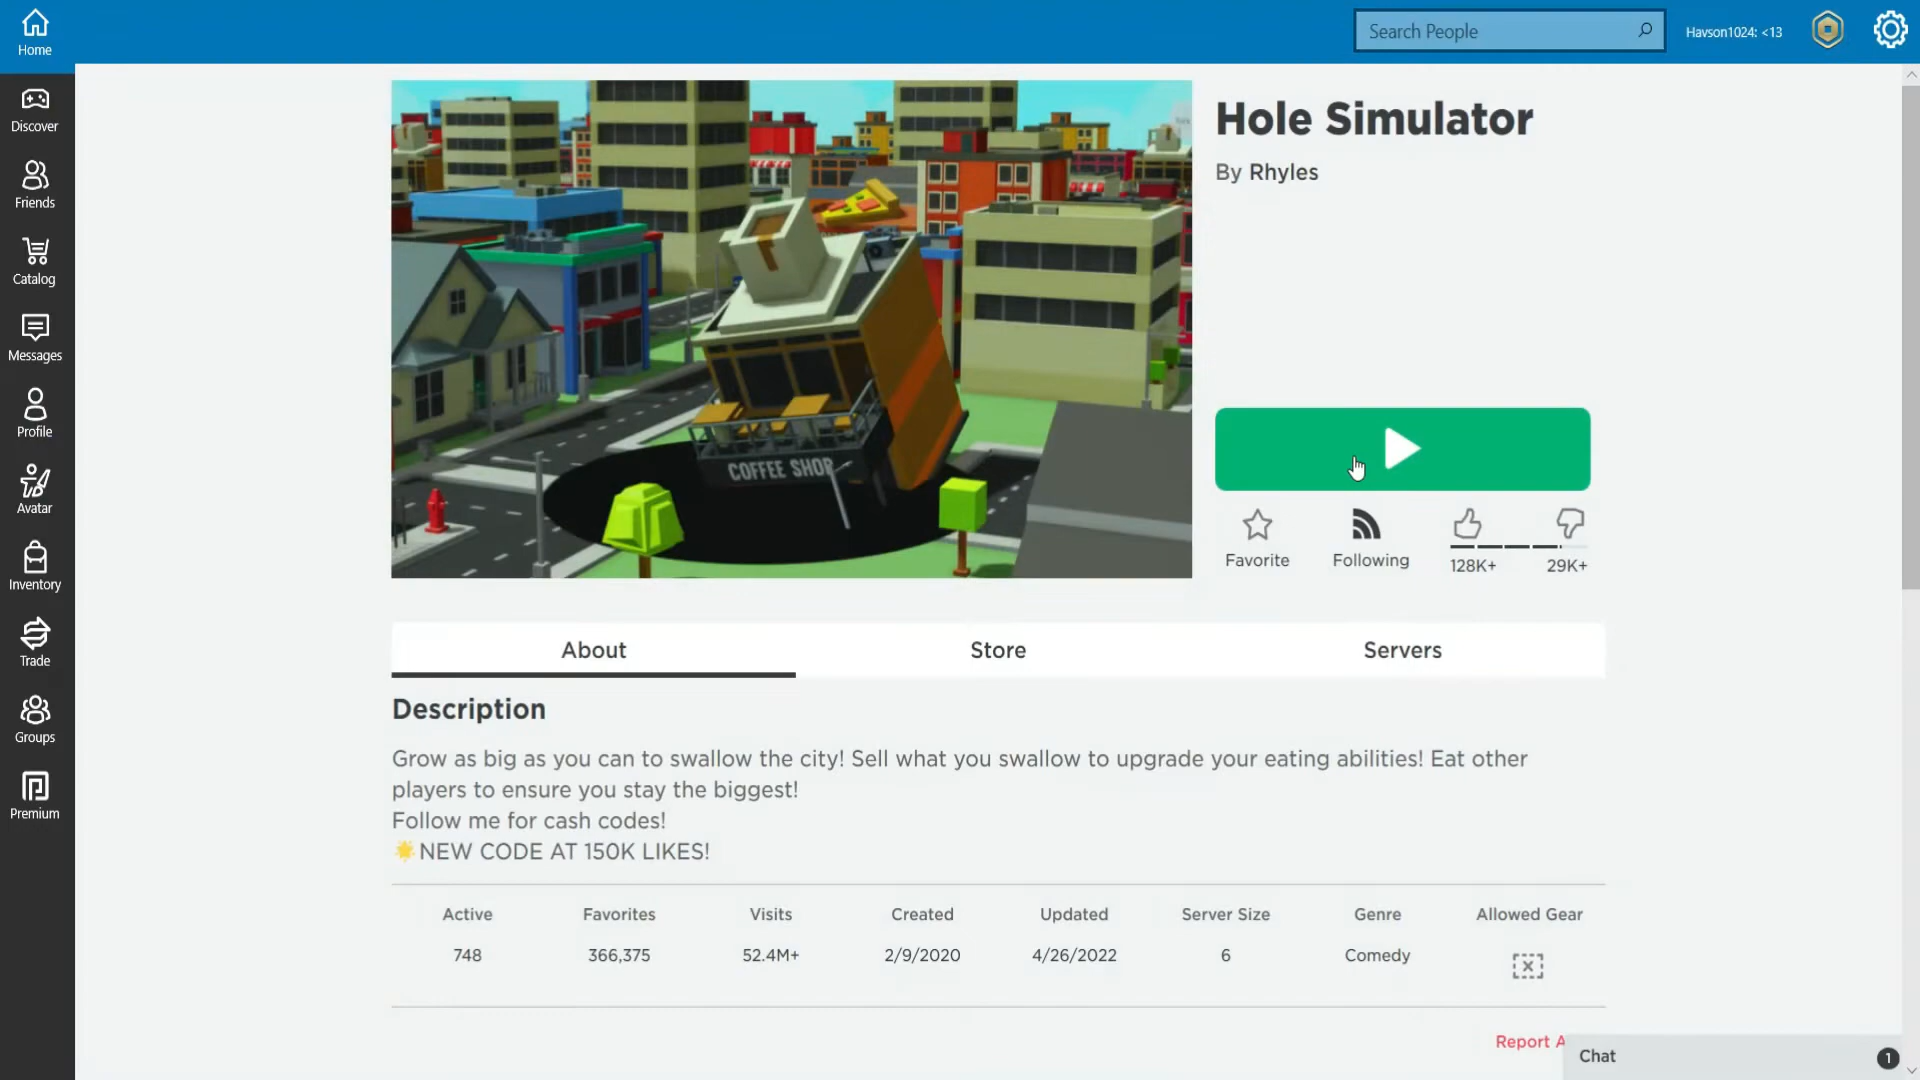 Home
Search People
Havson1024: <13
Discover
Friends
Catalog
Messages
Profile
Avatar
Inventory
Trade
Groups
Premium
COFFEE SHOP
Hole Simulator
By Rhyles
Favorite
Following
128K+
29K+
About
Store
Servers
Description
Grow as big as you can to swallow the city! Sell what you swallow to upgrade your eating abilities! Eat other
players to ensure you stay the biggest!
Follow me for cash codes!
🌟NEW CODE AT 150K LIKES!
Active Favorites Visits Created Updated Server Size Genre Allowed Gear
748 366,375 52.4M+ 2/9/2020 4/26/2022 6 Comedy
Report A
Chat
1